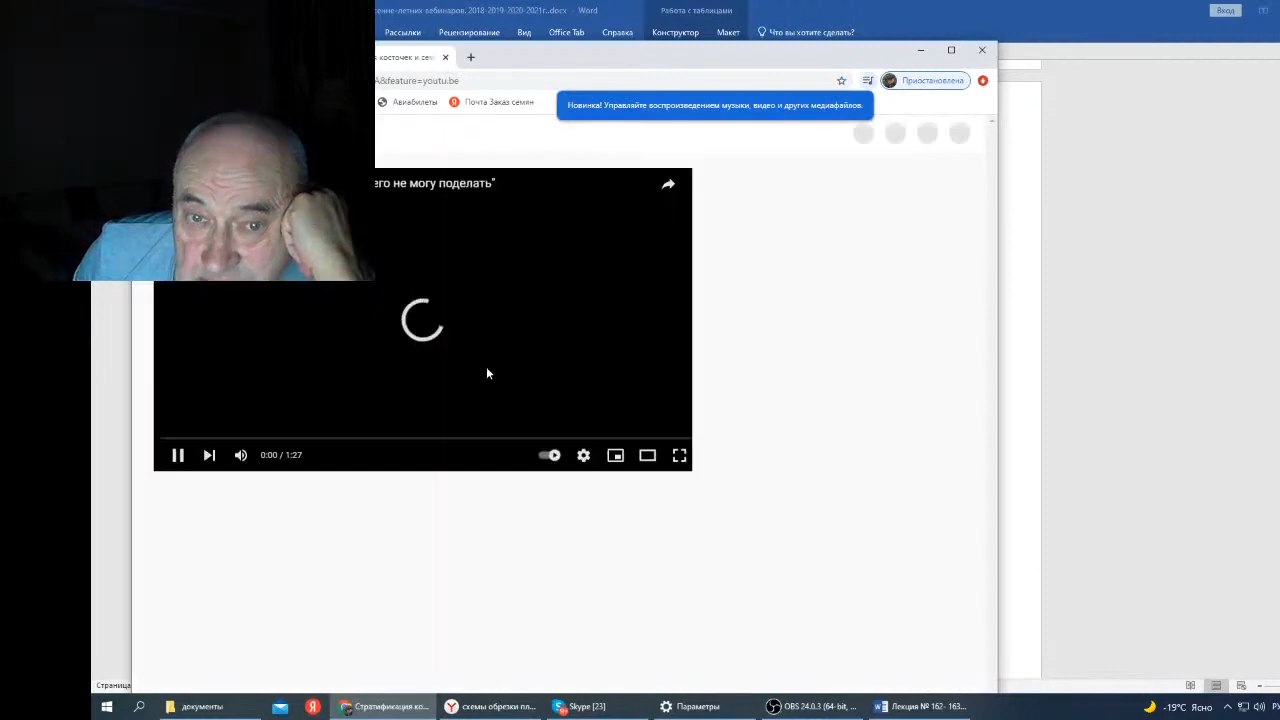 сенне-летних-вебинаров. 2018-2019-2020-2021г..docx - Word
Работа с таблицами
Вход
Рассылки Рецензирование Вид Office Tab Справка Конструктор Макет Что вы хотите сделать?
косточек и сем
A&feature=youtu.be
Приостановлена
Авиабилеты
Почта Заказ семян
Новинка! Управляйте воспроизведением музыки, видео и других медиафайлов.
его не могу поделать"
0:00 / 1:27
Страница
документы
Стратификация ко...
схемы обрезки пл...
Skype [23]
Параметры
OBS 24.0.3 (64-bit, ...
Лекция № 162- 163...
-19°C Ясно